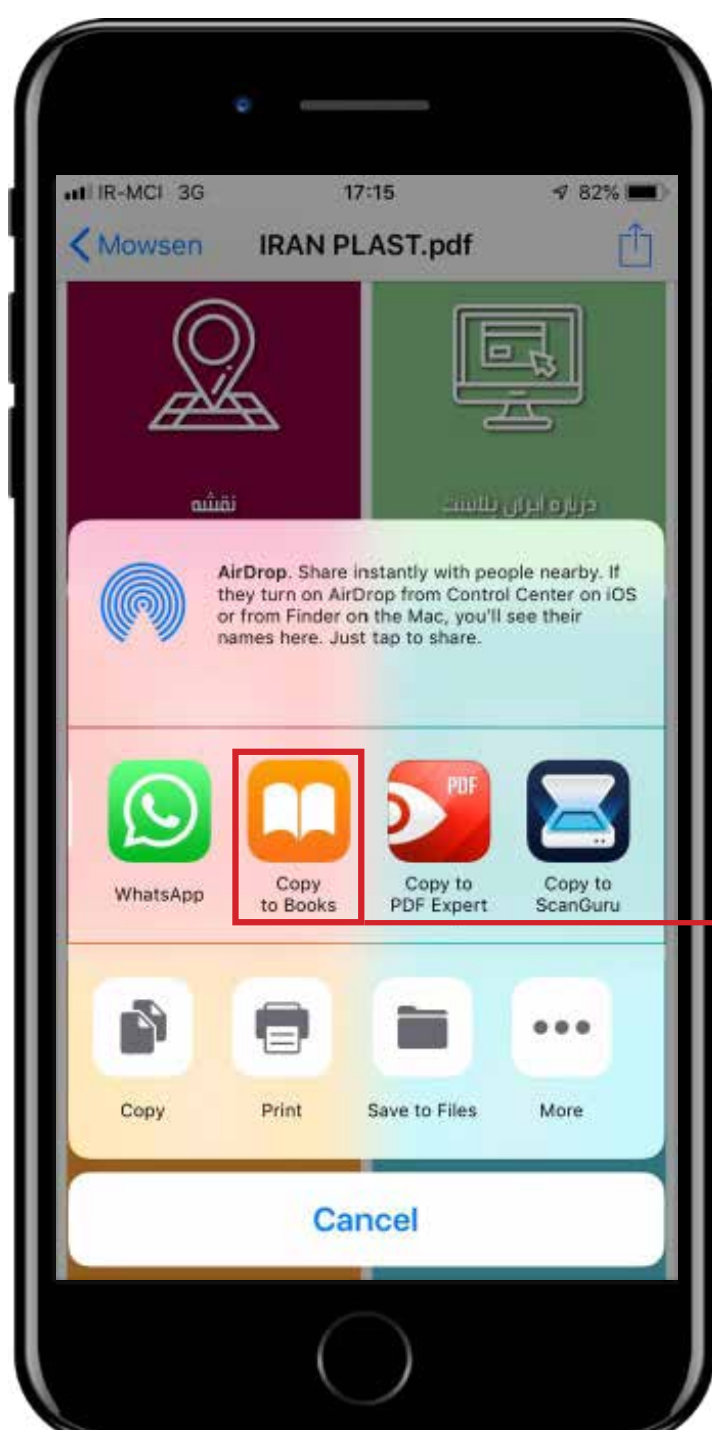 IR-MCI 3G 17:15 82%
Mowsen IRAN PLAST.pdf
نقشه درباره ایران پلاست
AirDrop. Share instantly with people nearby. If
they turn on AirDrop from Control Center on iOS
or from Finder on the Mac, you'll see their
names here. Just tap to share.
PDF
WhatsApp
Copy
to Books
Copy to
PDF Expert
Copy to
ScanGuru
Copy
Print
Save to Files
More
Cancel